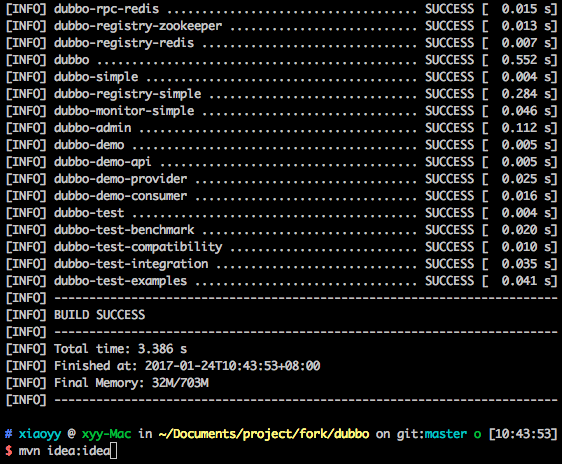 [INFO] dubbo-rpc-redis ................................... SUCCESS [  0.015 s]
[INFO] dubbo-registry-zookeeper .......................... SUCCESS [  0.013 s]
[INFO] dubbo-registry-redis .............................. SUCCESS [  0.007 s]
[INFO] dubbo ............................................. SUCCESS [  0.552 s]
[INFO] dubbo-simple ...................................... SUCCESS [  0.004 s]
[INFO] dubbo-registry-simple ............................. SUCCESS [  0.284 s]
[INFO] dubbo-monitor-simple .............................. SUCCESS [  0.046 s]
[INFO] dubbo-admin ....................................... SUCCESS [  0.112 s]
[INFO] dubbo-demo ........................................ SUCCESS [  0.005 s]
[INFO] dubbo-demo-api .................................... SUCCESS [  0.005 s]
[INFO] dubbo-demo-provider ............................... SUCCESS [  0.025 s]
[INFO] dubbo-demo-consumer ............................... SUCCESS [  0.016 s]
[INFO] dubbo-test ........................................ SUCCESS [  0.004 s]
[INFO] dubbo-test-benchmark .............................. SUCCESS [  0.020 s]
[INFO] dubbo-test-compatibility .......................... SUCCESS [  0.010 s]
[INFO] dubbo-test-integration ............................ SUCCESS [  0.035 s]
[INFO] dubbo-test-examples ............................... SUCCESS [  0.041 s]
[INFO] ------------------------------------------------------------------------
[INFO] BUILD SUCCESS
[INFO] ------------------------------------------------------------------------
[INFO] Total time: 3.386 s
[INFO] Finished at: 2017-01-24T10:43:53+08:00
[INFO] Final Memory: 32M/703M
[INFO] ------------------------------------------------------------------------
# xiaoyy @ xyy-Mac in ~/Documents/project/fork/dubbo on git:master o [10:43:53]
$ mvn idea:idea